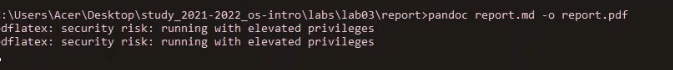 :\Users\Acer\Desktop\study_2021-2022_os-intro\labs\lab03\report>pandoc report.md -o report.pdf
dflatex: security risk: running with elevated privileges
dflatex: security risk: running with elevated privileges